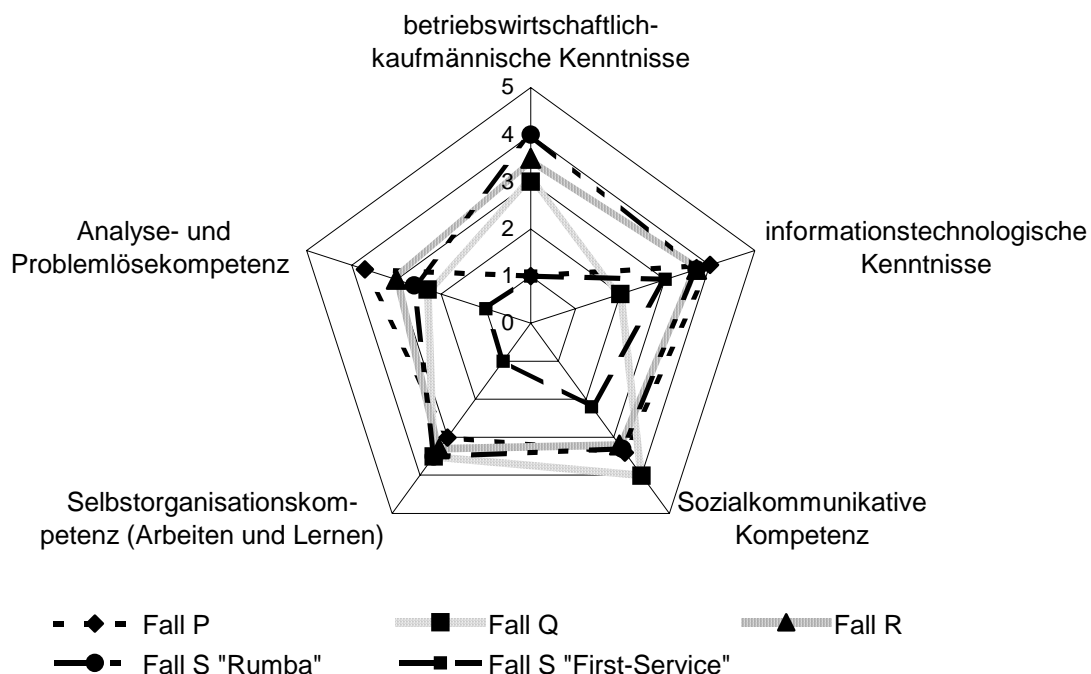 betriebswirtschaftlich-
kaufmännische Kenntnisse
5
4
3
2
1
0
informationstechnologische
Kenntnisse
Analyse- und
Problemlösekompetenz
Sozialkommunikative
Kompetenz
Selbstorganisationskom-
petenz (Arbeiten und Lernen)
Fall P
Fall Q
Fall R
Fall S "Rumba"
Fall S "First-Service"